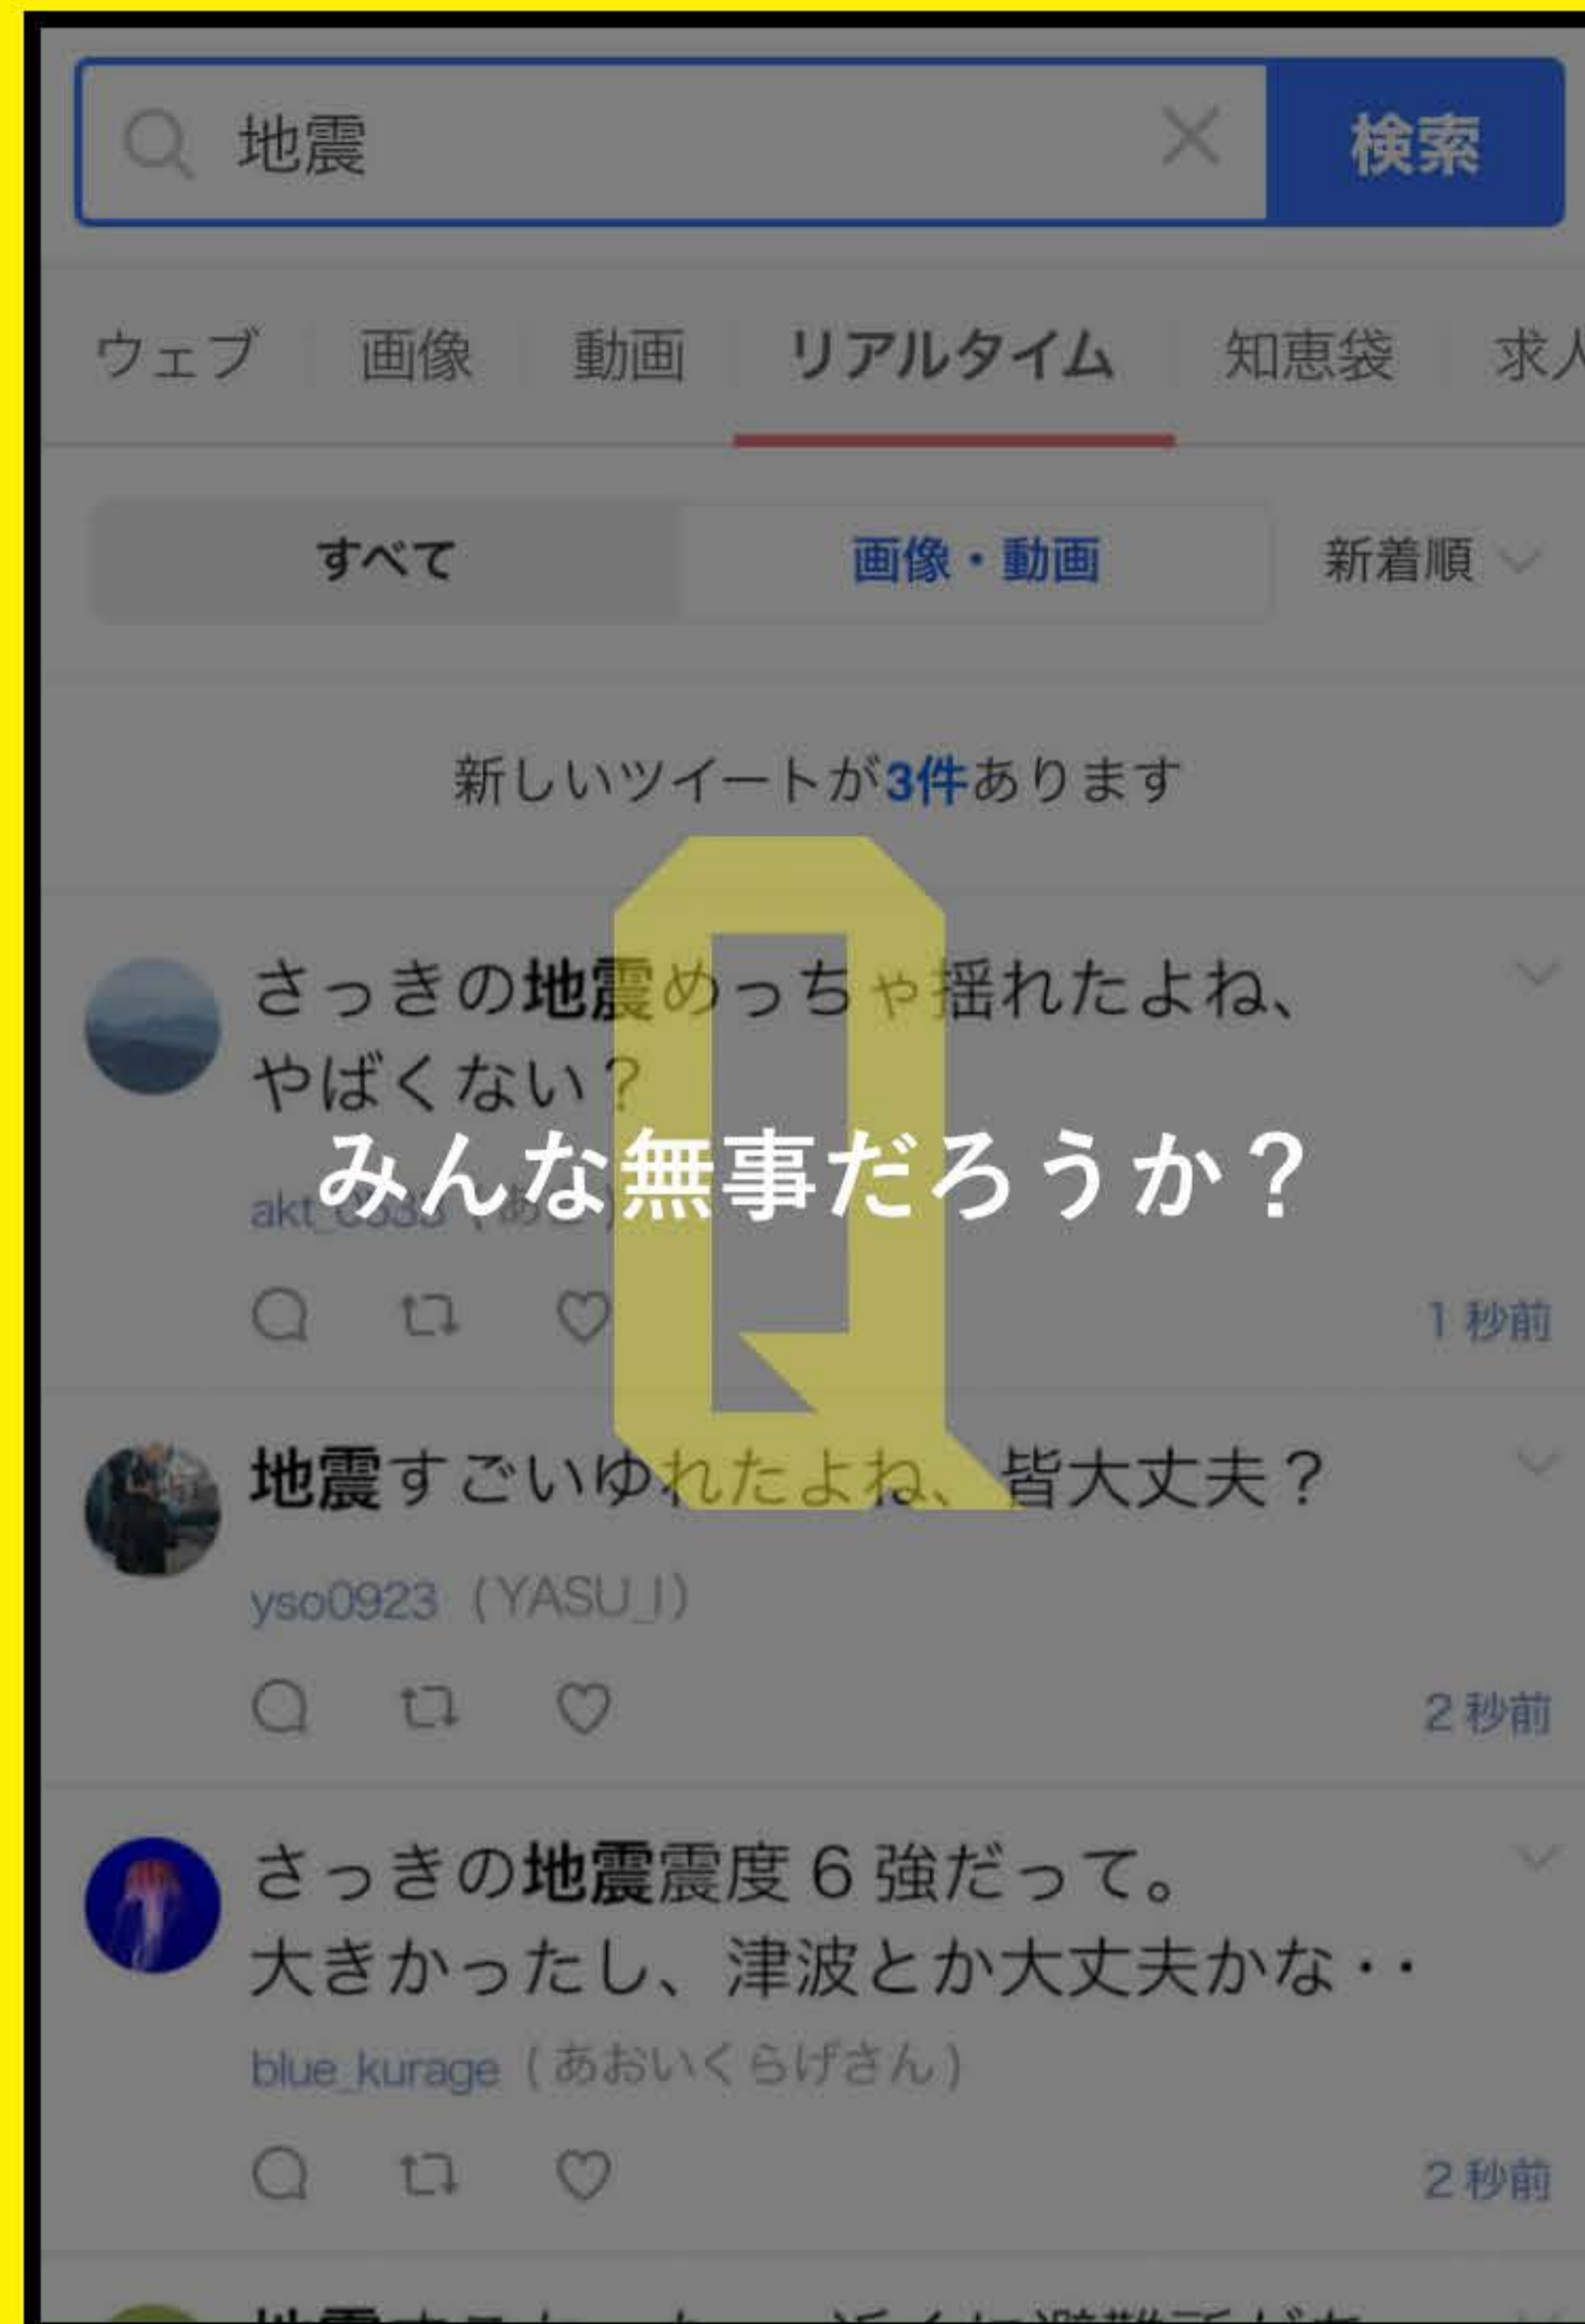 地震
検索
ウェブ 画像 動画 リアルタイム 知恵袋 求人
すべて 画像・動画 新着順
新しいツイートが3件あります
さっきの地震めっちゃ揺れたよね、
やばくない？
みんな無事だろうか？
1 秒前
地震すごいゆれたよね、皆大丈夫？
yso0923 (YASU_I)
2 秒前
さっきの地震震度 6 強だって。
大きかったし、津波とか大丈夫かな・・
blue_kurage (あおいくらげさん)
2 秒前